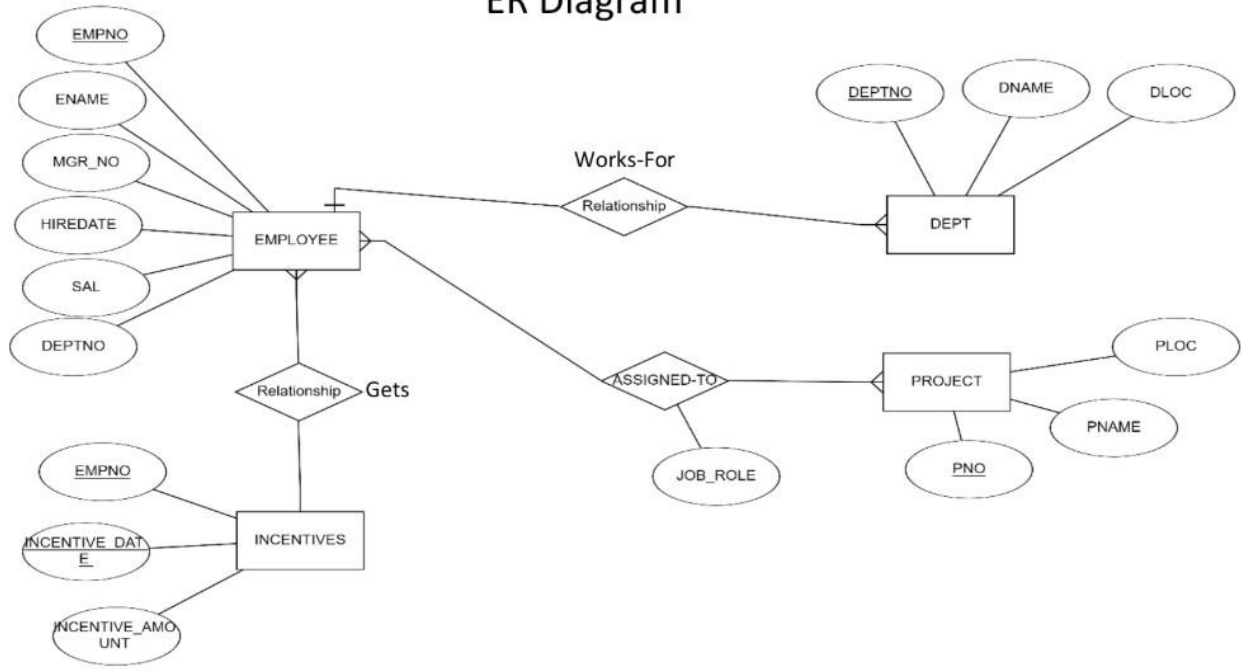 ER Diagram
EMPNO
ENAME
MGR_NO
HIREDATE
SAL
DEPTNO
EMPLOYEE
Works-For
Relationship
DEPTNO
DNAME
DLOC
DEPT
Relationship
Gets
ASSIGNED-TO
JOB_ROLE
PROJECT
PLOC
PNAME
PNO
EMPNO
INCENTIVE_DAT
E
INCENTIVE_AMO
UNT
INCENTIVES